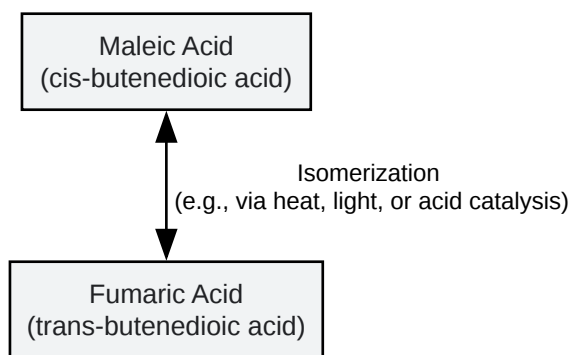 Maleic Acid
(cis-butenedioic acid)
Isomerization
(e.g., via heat, light, or acid catalysis)
Fumaric Acid
(trans-butenedioic acid)